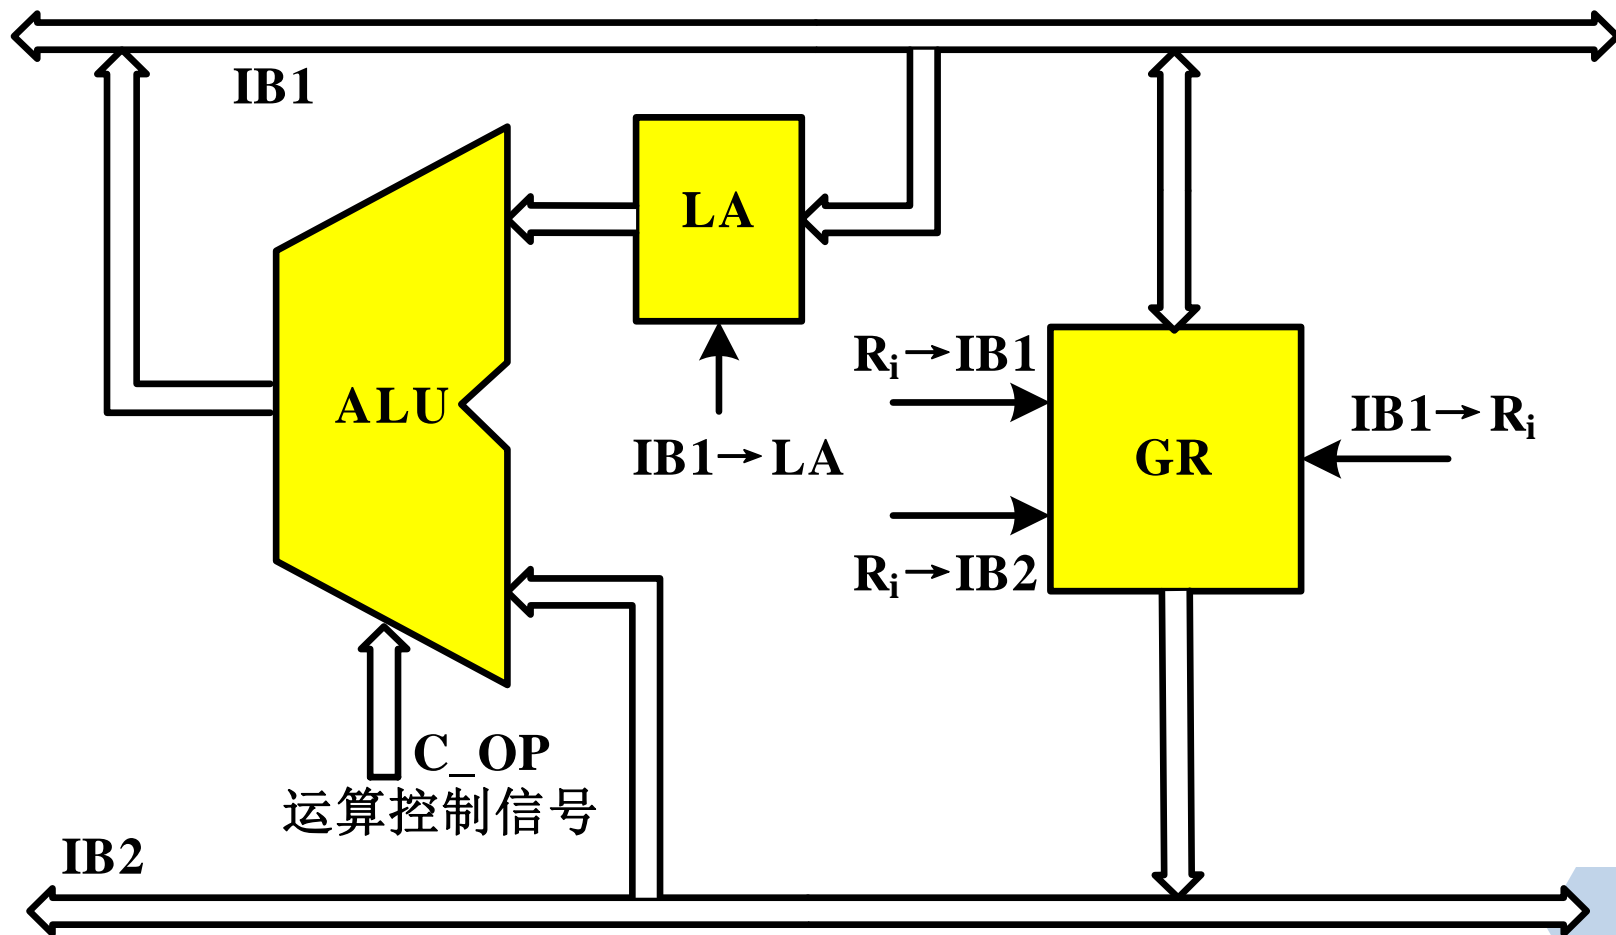 IB1
LA
Ri→IB1
ALU
IB1→Ri
IB1→LA
GR
Ri→IB2
C_OP
运算控制信号
IB2